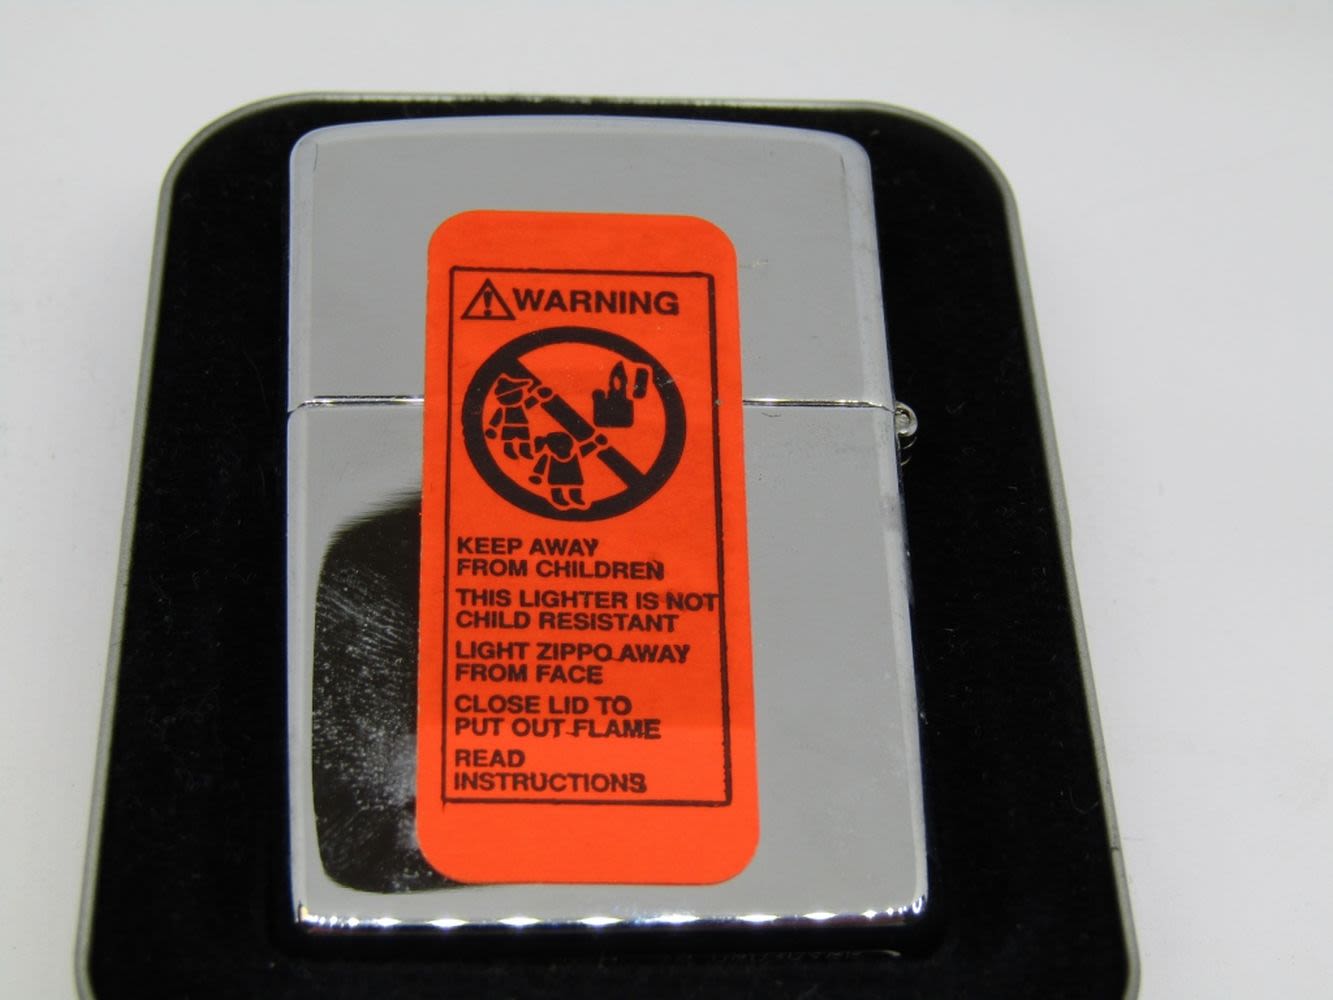 WARNING
KEEP AWAY
FROM CHILDREN
THIS LIGHTER IS NOT
CHILD RESISTANT
LIGHT ZIPPO AWAY
FROM FACE
CLOSE LID TO
PUT OUT FLAME
READ
INSTRUCTIONS